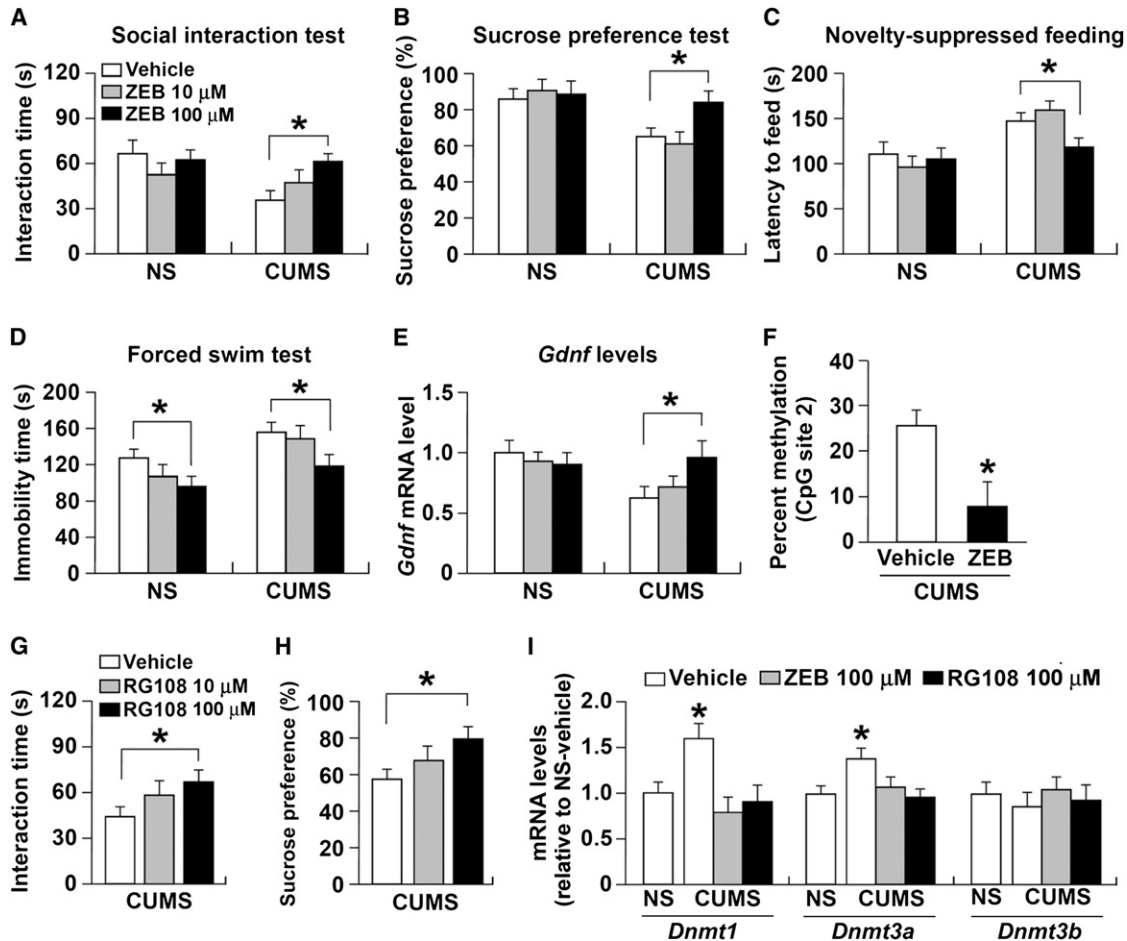 A
Social interaction test
Interaction time (s)
120
90
60
30
0
Vehicle
ZEB 10 μM
ZEB 100 μM
*
NS
CUMS
B
Sucrose preference test
Sucrose preference (%)
100
80
60
40
20
0
*
NS
CUMS
C
Novelty-suppressed feeding
Latency to feed (s)
200
150
100
50
0
*
NS
CUMS
D
Forced swim test
Immobility time (s)
200
160
120
80
40
0
*
*
NS
CUMS
E
Gdnf levels
Gdnf mRNA level
1.5
1.0
0.5
0
*
NS
CUMS
F
Percent methylation
(CpG site 2)
40
30
20
10
0
*
Vehicle ZEB
CUMS
G
Interaction time (s)
Vehicle
RG108 10 μM
RG108 100 μM
120
90
60
30
0
*
CUMS
H
Sucrose preference (%)
100
80
60
40
20
0
*
CUMS
I
Vehicle ZEB 100 μM RG108 100 μM
mRNA levels
(relative to NS-vehicle)
2.0
1.5
1.0
0.5
0
*
*
NS CUMS NS CUMS NS CUMS
Dnmt1 Dnmt3a Dnmt3b